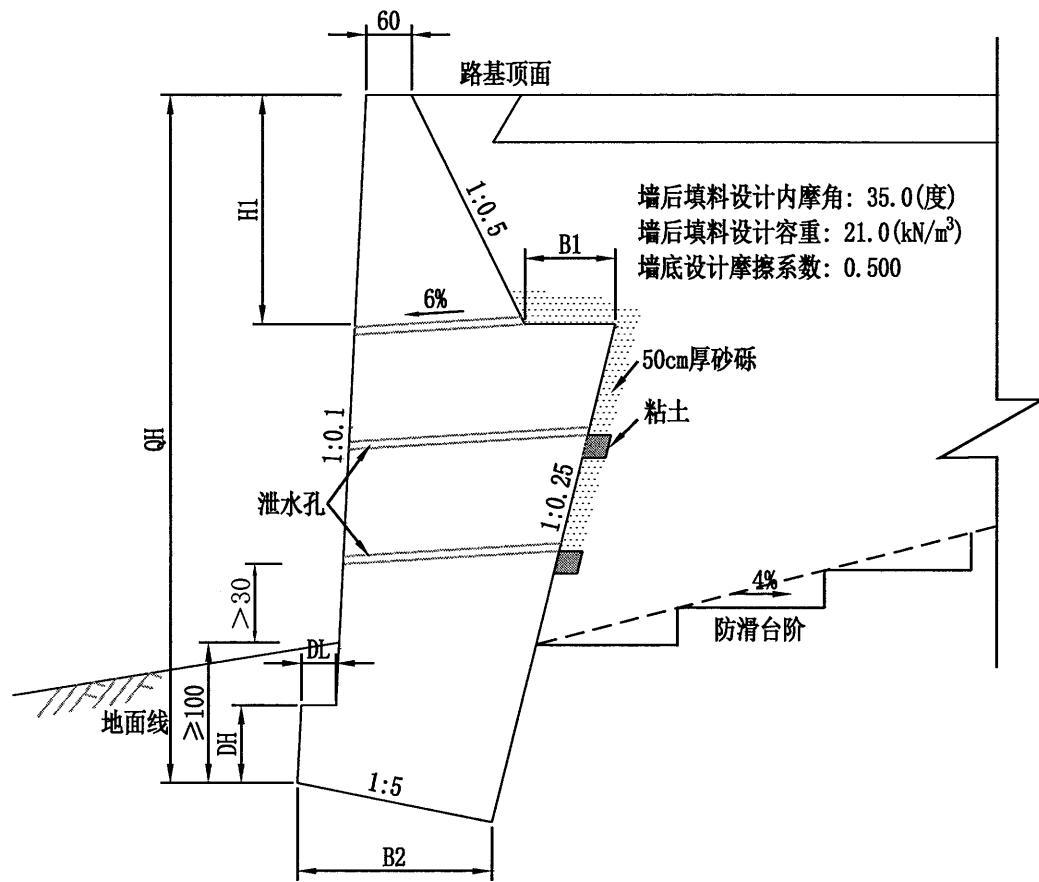 60
路基顶面
H1
1:0.5
墙后填料设计内摩角: 35.0(度)
墙后填料设计容重: 21.0(kN/m³)
墙底设计摩擦系数: 0.500
B1
6%
50cm厚砂砾
粘土
QH
1:0.1
1:0.25
泄水孔
>30
4%
防滑台阶
DL
≥100
地面线
DH
1:5
B2